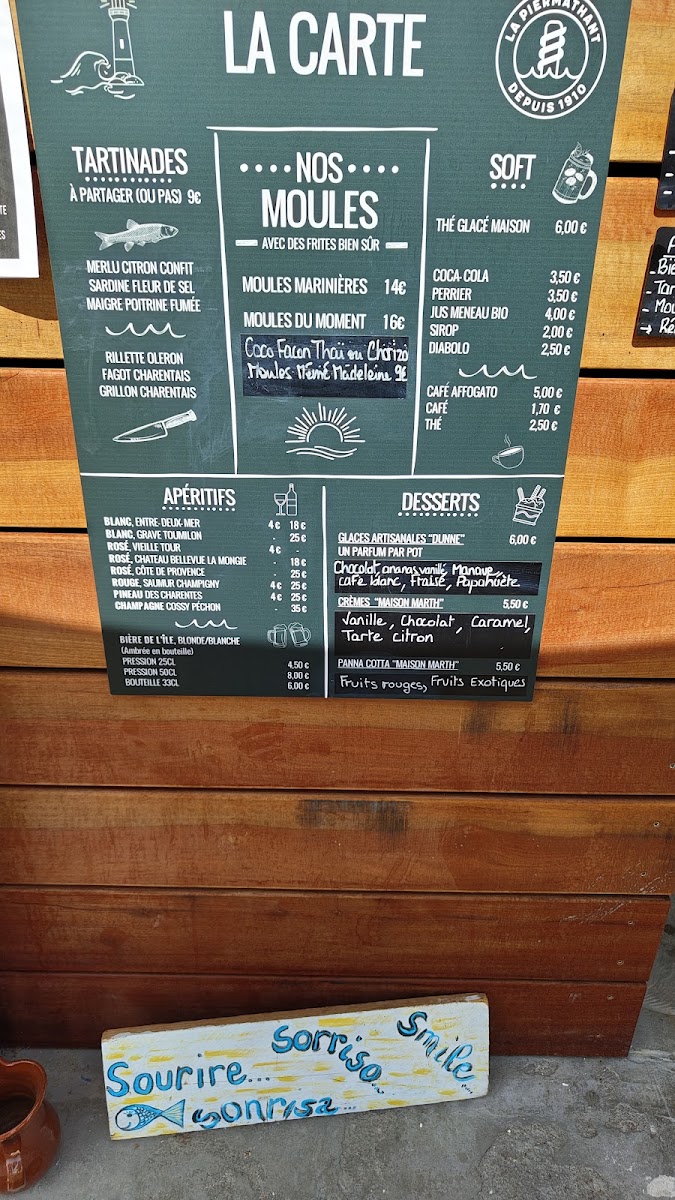 LA CARTE
LA PIERMATHANT
DEPUIS 1910
TARTINADES
À PARTAGER (OU PAS) 9€
MERLU CITRON CONFIT
SARDINE FLEUR DE SEL
MAIGRE POITRINE FUMÉE
RILLETTE OLERON
FAGOT CHARENTAIS
GRILLON CHARENTAIS
NOS
MOULES
AVEC DES FRITES BIEN SÛR
MOULES MARINIÈRES 14€
MOULES DU MOMENT 16€
Coco Façon Thaï ou Chorizo
Moules Mémé Madeleine 9€
SOFT
THÉ GLACÉ MAISON 6,00 €
COCA-COLA 3,50 €
PERRIER 3,50 €
JUS MENEAU BIO 4,00 €
SIROP 2,00 €
DIABOLO 2,50 €
CAFÉ AFFOGATO 5,00 €
CAFÉ 1,70 €
THÉ 2,50 €
APÉRITIFS
BLANC, ENTRE-DEUX-MER 4€ 18€
BLANC, GRAVE TOUMILON - 25€
ROSÉ, VIEILLE TOUR 4€ -
ROSÉ, CHATEAU BELLEVUE LA MONGIE - 18€
ROSÉ, CÔTE DE PROVENCE - 25€
ROUGE, SAUMUR CHAMPIGNY 4€ 25€
PINEAU DES CHARENTES 4€ 25€
CHAMPAGNE COSSY PÉCHON - 35€
BIÈRE DE L'ÎLE, BLONDE/BLANCHE
(Ambrée en bouteille)
PRESSION 25CL 4,50 €
PRESSION 50CL 8,00 €
BOUTEILLE 33CL 6,00 €
DESSERTS
GLACES ARTISANALES "DUNNE" 6,00 €
UN PARFUM PAR POT
Chocolat, ananas, vanille, Mangue,
café blanc, Fraise, Papahuète
CRÈMES "MAISON MARTH" 5,50 €
Vanille, Chocolat, Caramel,
Tarte citron
PANNA COTTA "MAISON MARTH" 5,50 €
Fruits rouges, Fruits Exotiques
Sourire... sorriso... Smile...
sonrisa...